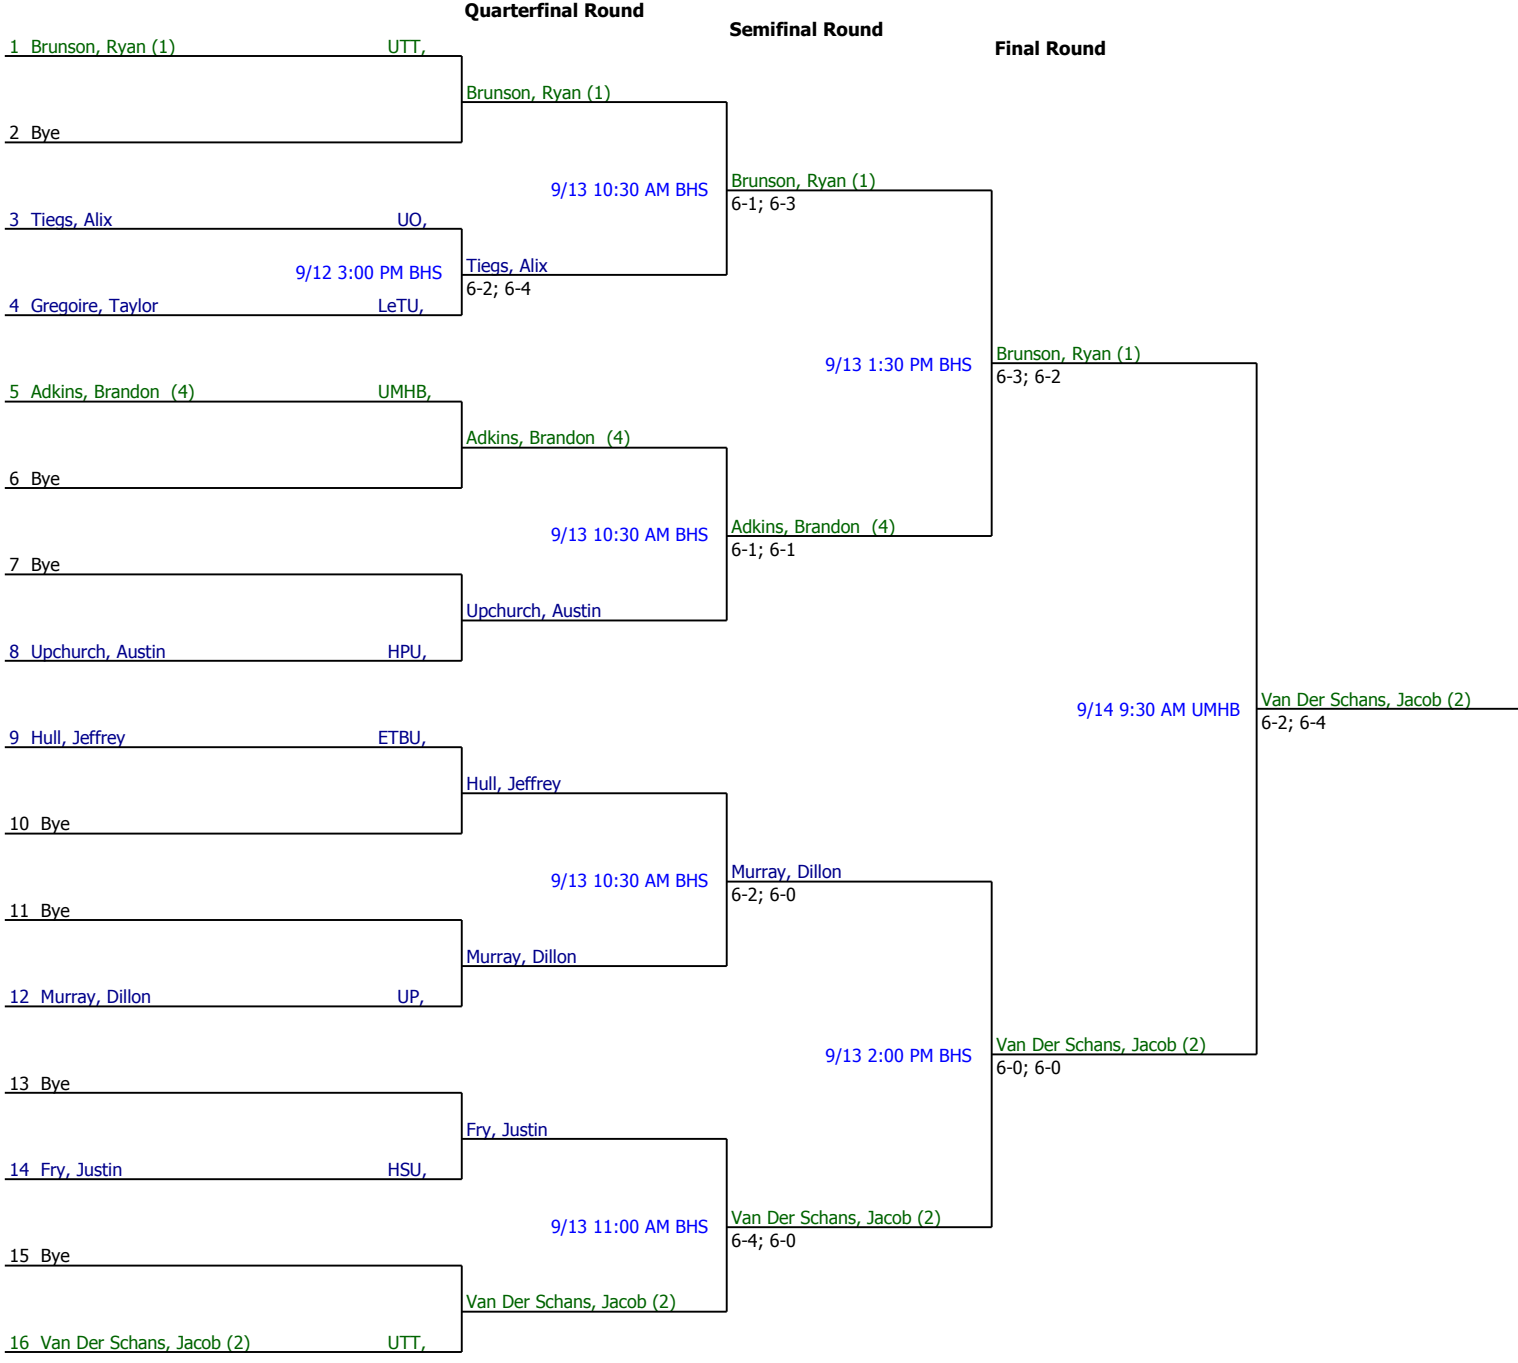 Quarterfinal Round
Semifinal Round
Final Round
1 Brunson, Ryan (1) UTT,
Brunson, Ryan (1)
2 Bye
9/13 10:30 AM BHS
Brunson, Ryan (1)
6-1; 6-3
3 Tiegs, Alix UO,
9/12 3:00 PM BHS
Tiegs, Alix
6-2; 6-4
4 Gregoire, Taylor LeTU,
9/13 1:30 PM BHS
Brunson, Ryan (1)
6-3; 6-2
5 Adkins, Brandon (4) UMHB,
Adkins, Brandon (4)
6 Bye
9/13 10:30 AM BHS
Adkins, Brandon (4)
6-1; 6-1
7 Bye
Upchurch, Austin
8 Upchurch, Austin HPU,
9/14 9:30 AM UMHB
Van Der Schans, Jacob (2)
6-2; 6-4
9 Hull, Jeffrey ETBU,
Hull, Jeffrey
10 Bye
9/13 10:30 AM BHS
Murray, Dillon
6-2; 6-0
11 Bye
Murray, Dillon
12 Murray, Dillon UP,
9/13 2:00 PM BHS
Van Der Schans, Jacob (2)
6-0; 6-0
13 Bye
Fry, Justin
14 Fry, Justin HSU,
9/13 11:00 AM BHS
Van Der Schans, Jacob (2)
6-4; 6-0
15 Bye
Van Der Schans, Jacob (2)
16 Van Der Schans, Jacob (2) UTT,